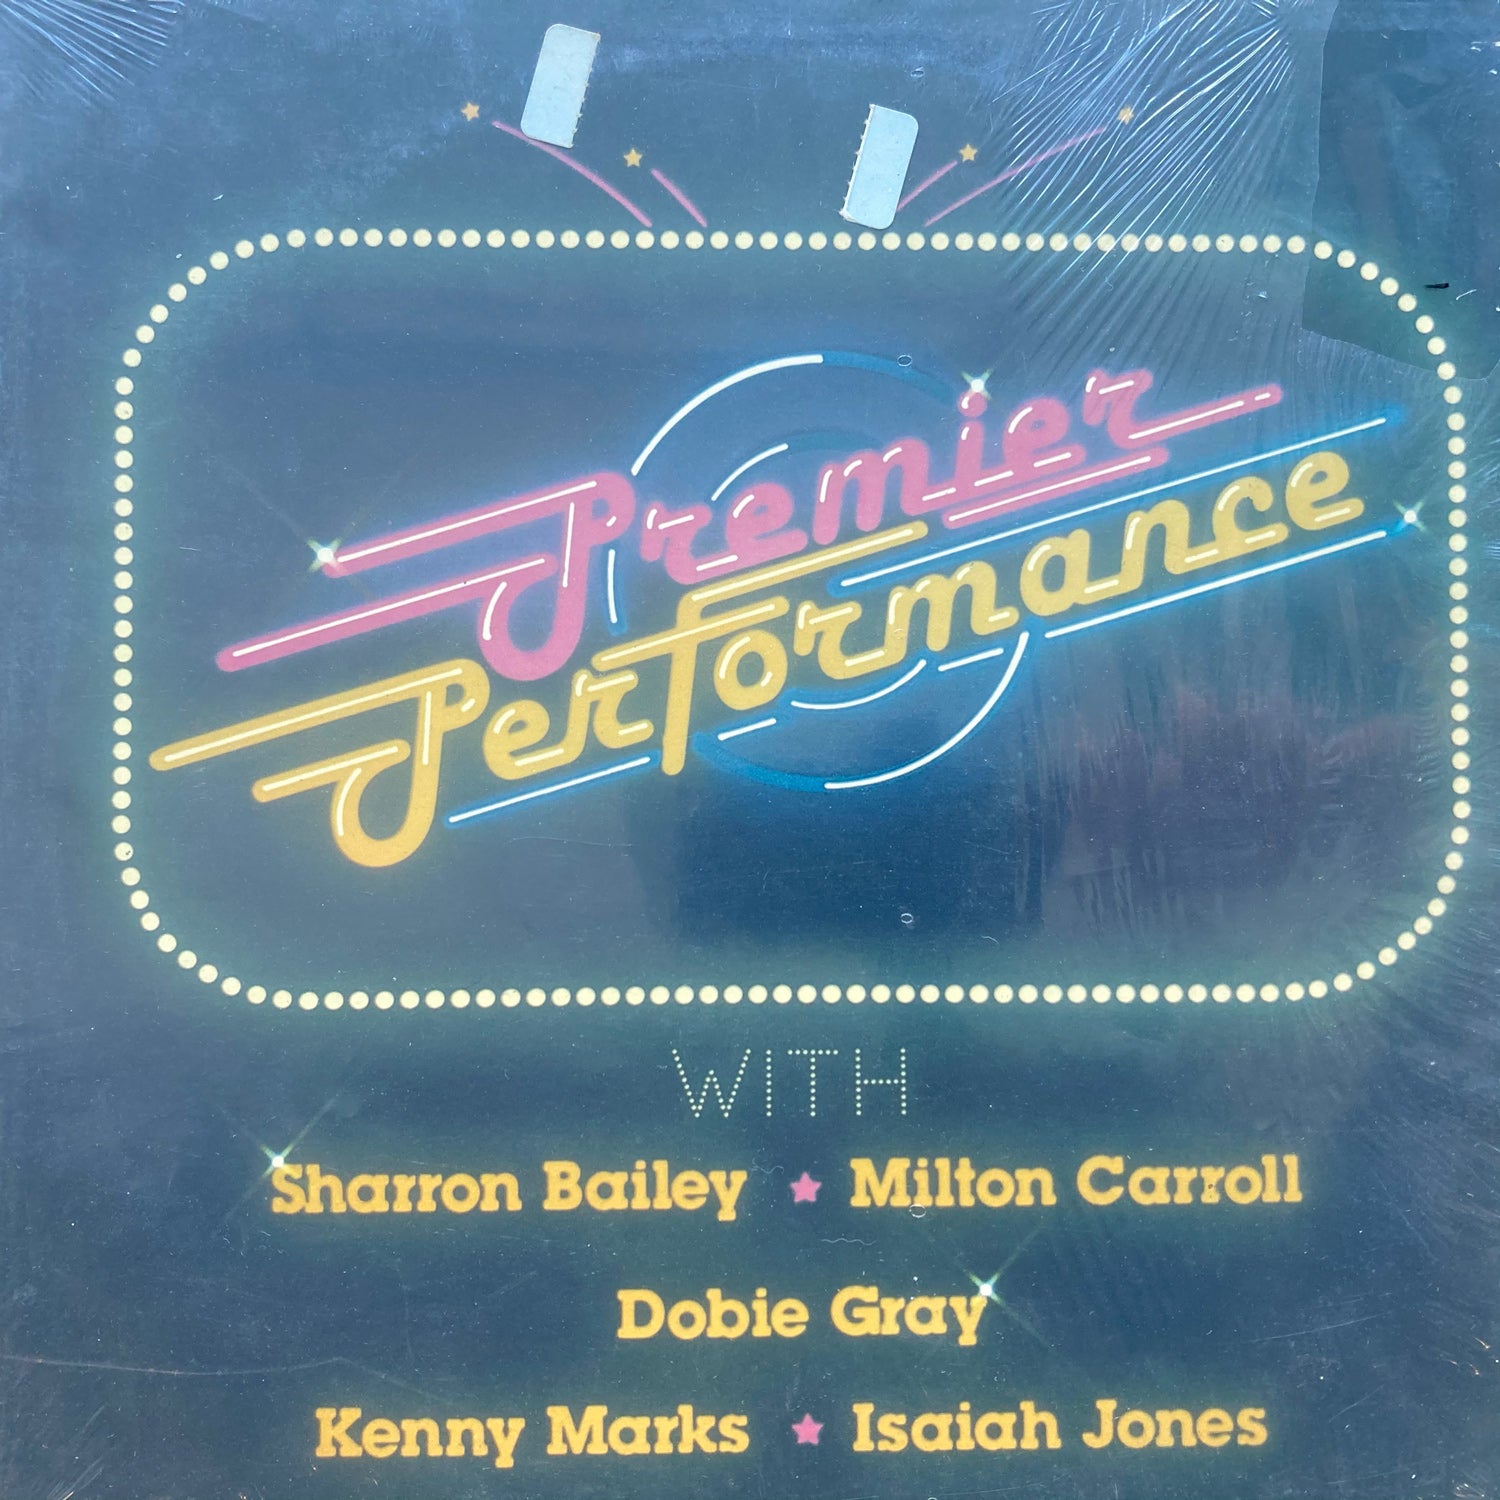 Premier
Performance
WITH
Sharron Bailey ★ Milton Carroll
Dobie Gray
Kenny Marks ★ Isaiah Jones